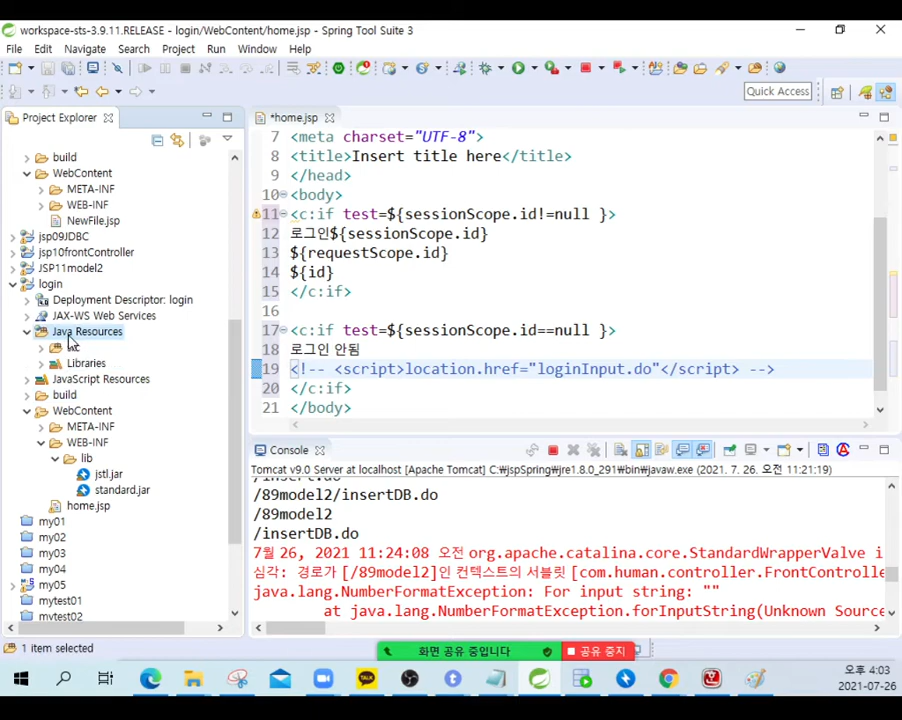 workspace-sts-3.9.11.RELEASE - login/WebContent/home.jsp - Spring Tool Suite 3
File Edit Navigate Search Project Run Window Help
Quick Access
Project Explorer
build
WebContent
META-INF
WEB-INF
NewFile.jsp
jsp09JDBC
jsp10frontController
JSP11model2
login
Deployment Descriptor: login
JAX-WS Web Services
Java Resources
Libraries
JavaScript Resources
build
WebContent
META-INF
WEB-INF
lib
jstl.jar
standard.jar
home.jsp
my01
my02
my03
my04
my05
mytest01
mytest02
1 item selected
*home.jsp
7 <meta charset="UTF-8">
8 <title>Insert title here</title>
9 </head>
10 <body>
11 <c:if test=${sessionScope.id!=null }>
12 로그인${sessionScope.id}
13 ${requestScope.id}
14 ${id}
15 </c:if>
16
17 <c:if test=${sessionScope.id==null }>
18 로그인 안됨
19 <!-- <script>location.href="loginInput.do"</script> -->
20 </c:if>
21 </body>
Console
Tomcat v9.0 Server at localhost [Apache Tomcat] C:₩jspSpring₩jre1.8.0_291₩bin₩javaw.exe (2021. 7. 26. 오전 11:21:19)
/insert.do
/89model2/insertDB.do
/89model2
/insertDB.do
7월 26, 2021 11:24:08 오전 org.apache.catalina.core.StandardWrapperValve i
심각: 경로가 [/89model2]인 컨텍스트의 서블릿 [com.human.controller.FrontControlle
java.lang.NumberFormatException: For input string: ""
at java.lang.NumberFormatException.forInputString(Unknown Source
화면 공유 중입니다
공유 중지
TALK
오후 4:03
2021-07-26